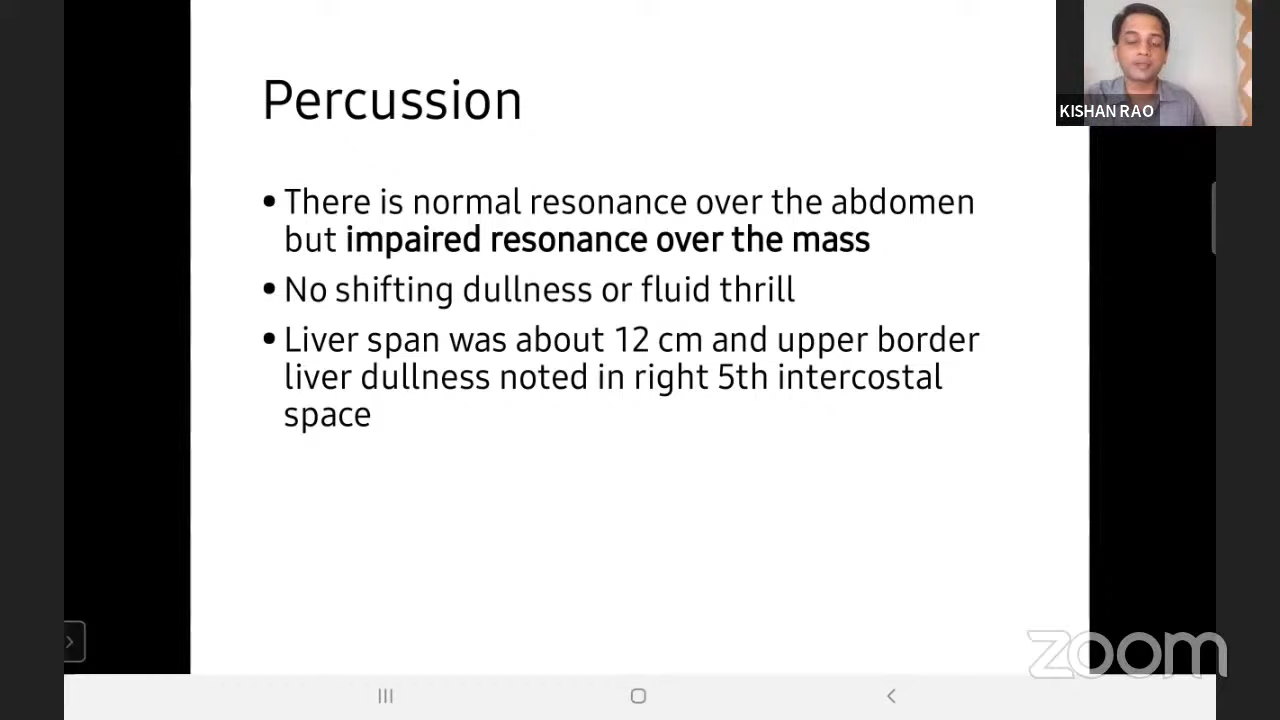 Percussion
KISHAN RAO
• There is normal resonance over the abdomen
but impaired resonance over the mass
• No shifting dullness or fluid thrill
• Liver span was about 12 cm and upper border
liver dullness noted in right 5th intercostal
space
zoom